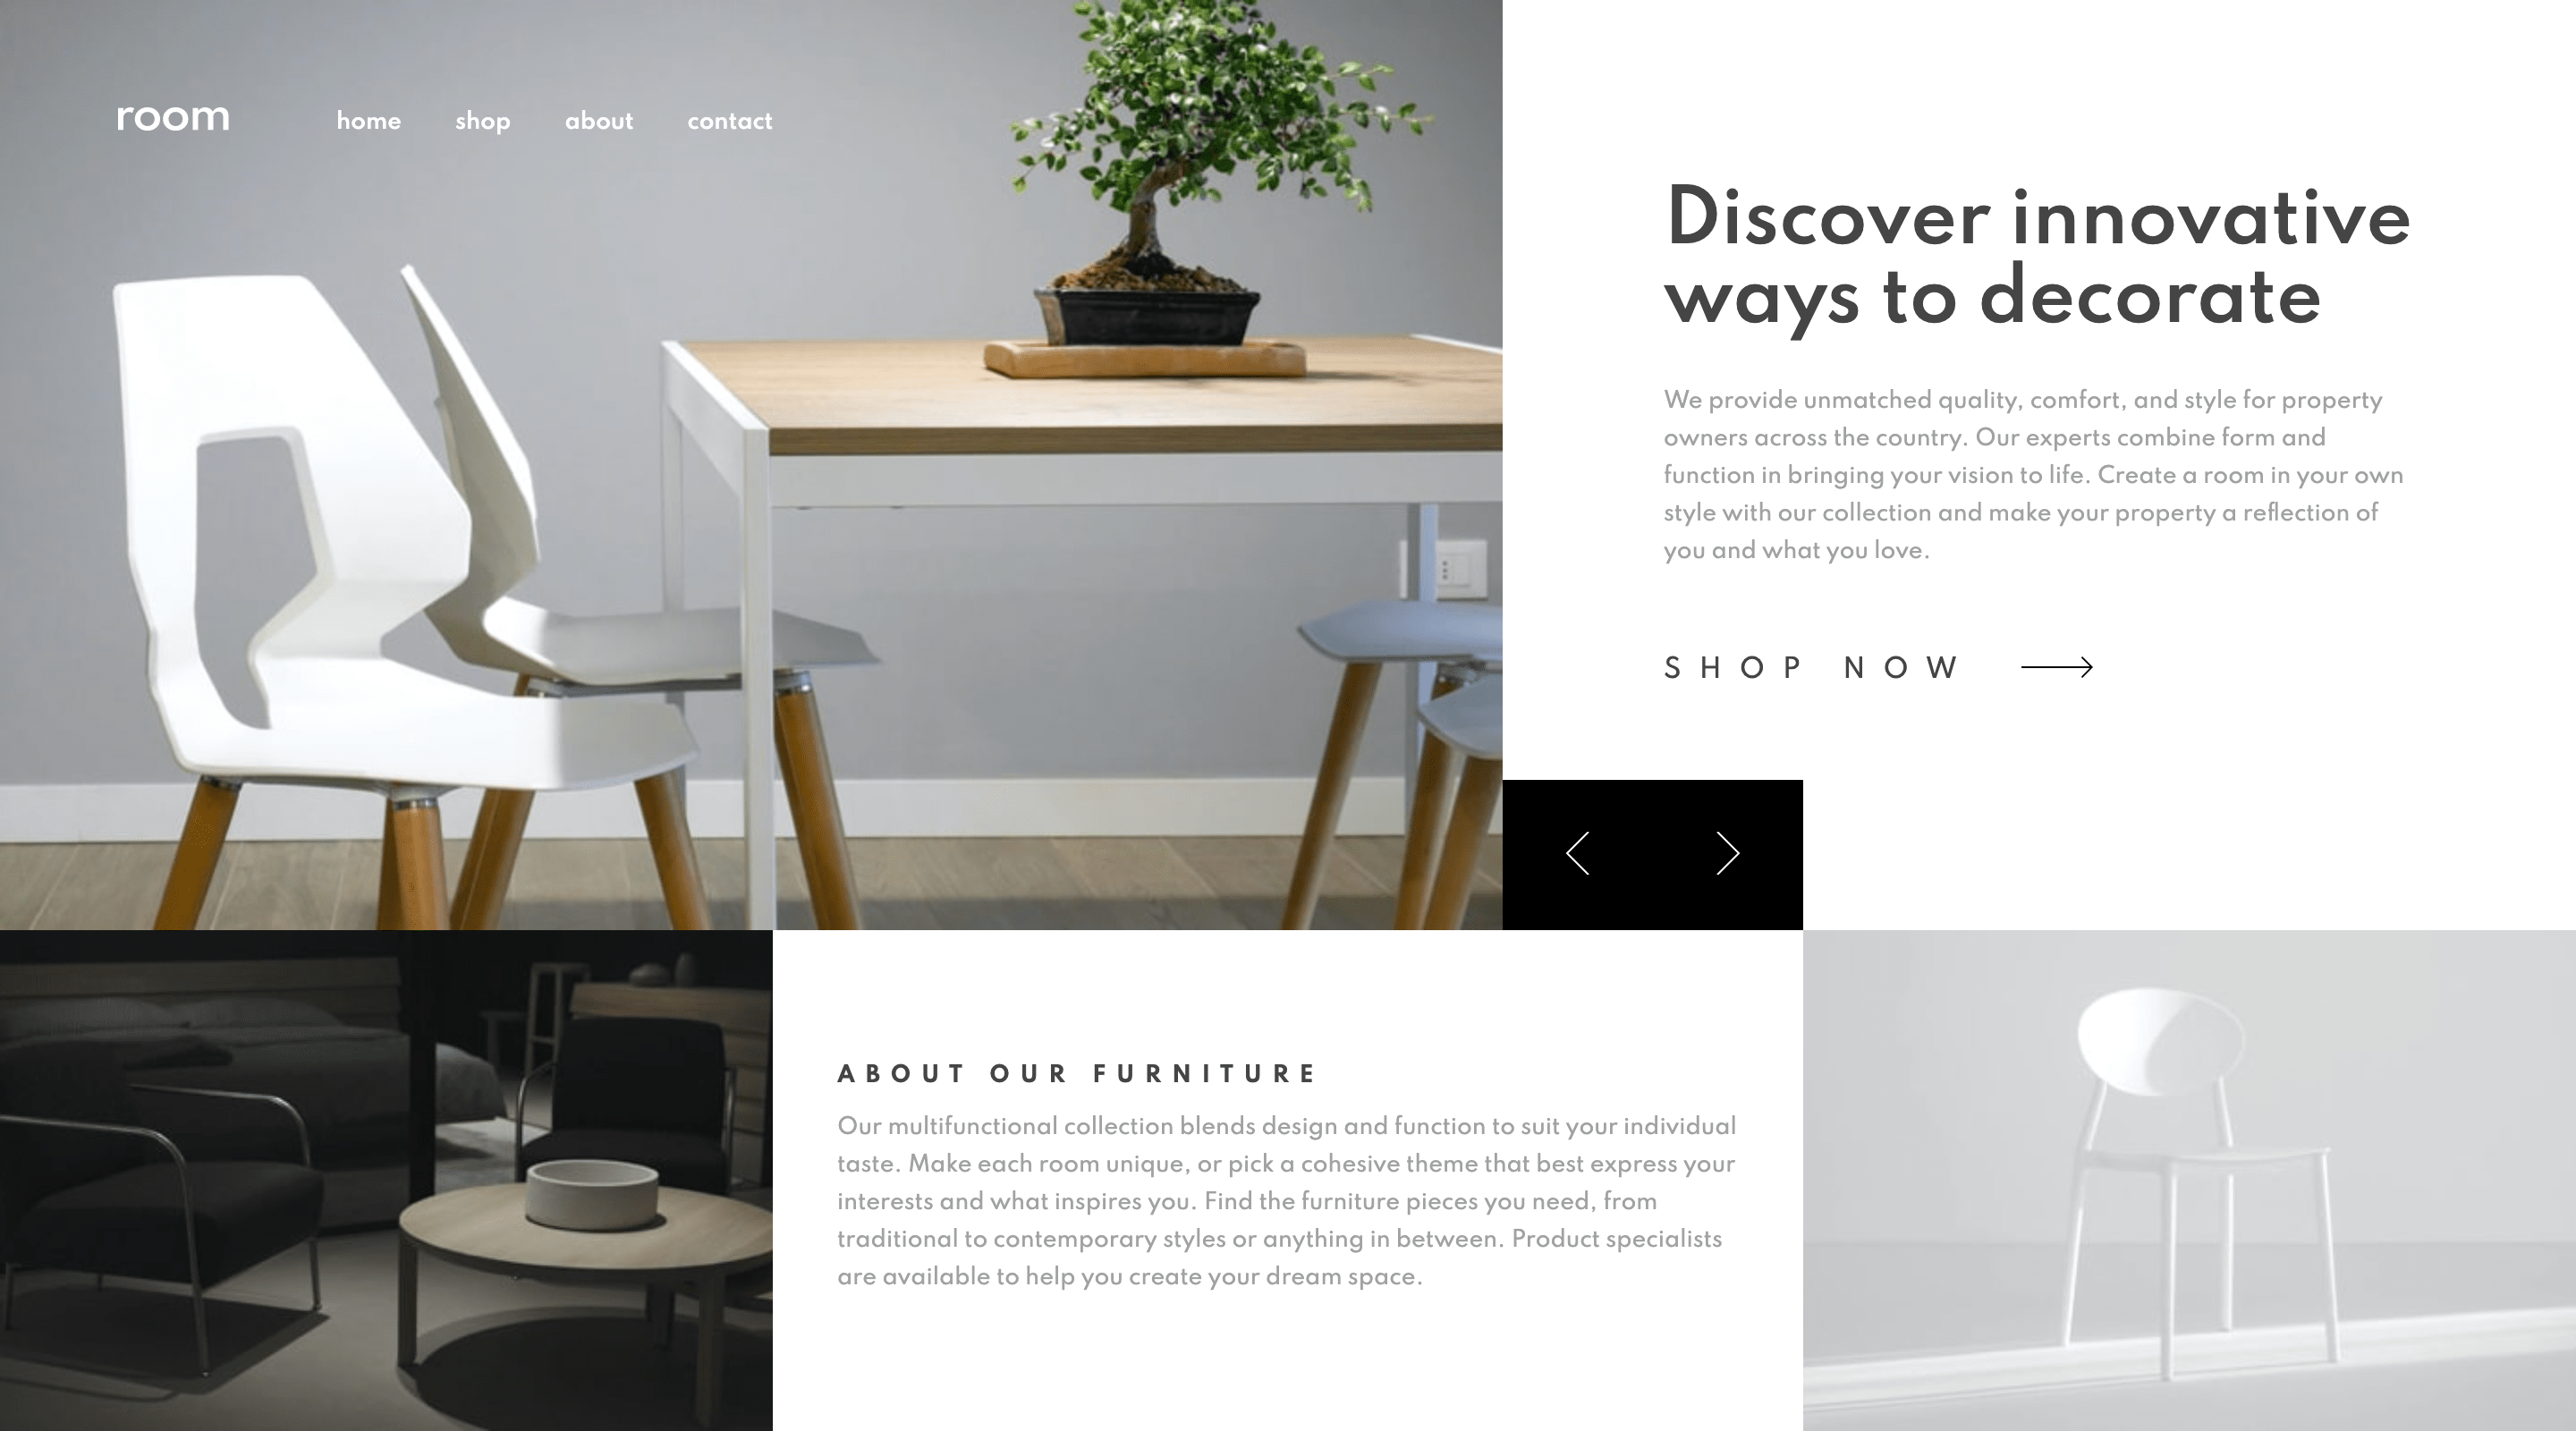 room
home shop about contact
Discover innovative
ways to decorate
We provide unmatched quality, comfort, and style for property
owners across the country. Our experts combine form and
function in bringing your vision to life. Create a room in your own
style with our collection and make your property a reflection of
you and what you love.
SHOP NOW
ABOUT OUR FURNITURE
Our multifunctional collection blends design and function to suit your individual
taste. Make each room unique, or pick a cohesive theme that best express your
interests and what inspires you. Find the furniture pieces you need, from
traditional to contemporary styles or anything in between. Product specialists
are available to help you create your dream space.